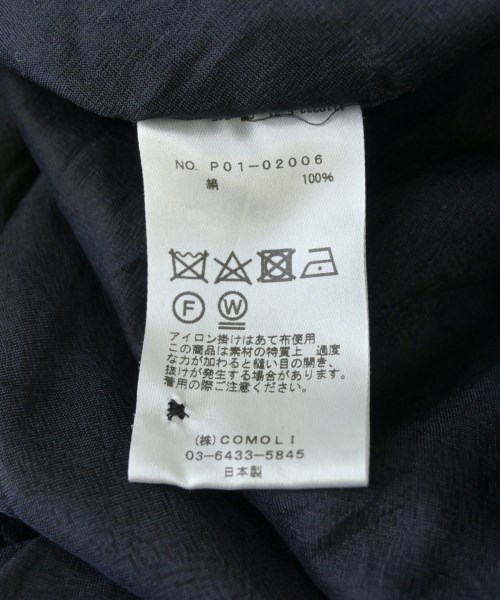 NO. P01-02006
絹 100%
F W
アイロン掛けはあて布使用
この商品は素材の特質上 過度
な力が加わると縫い目の開き、
抜けが発生する場合があります。
着用の際ご注意ください。
(株)COMOLI
03-6433-5845
日本製